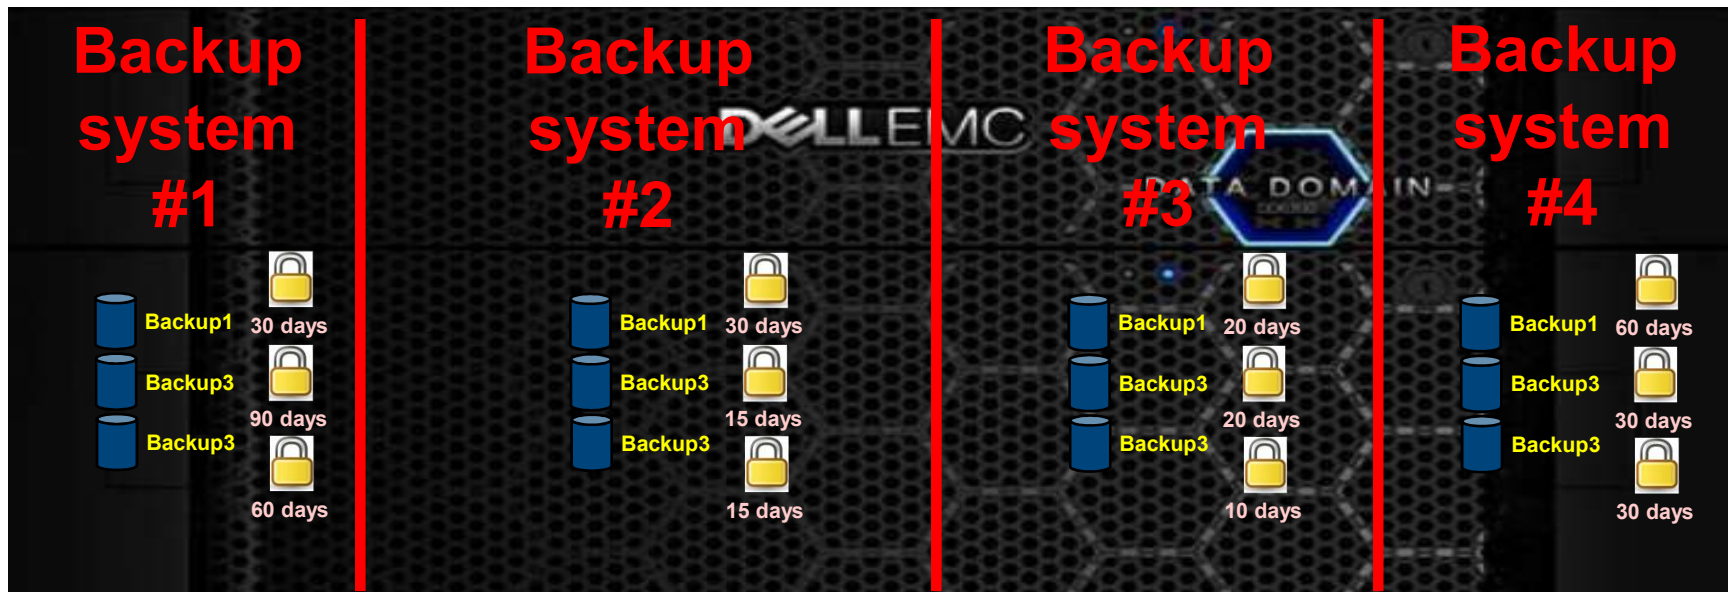 Backup
system
#1
Backup
system
#2
Backup
system
#3
Backup
system
#4
DELLEMC
DATA DOMAIN
Backup1 30 days
Backup3
90 days
Backup3
60 days
Backup1 30 days
Backup3
15 days
Backup3
15 days
Backup1 20 days
Backup3
20 days
Backup3
10 days
Backup1 60 days
Backup3
30 days
Backup3
30 days